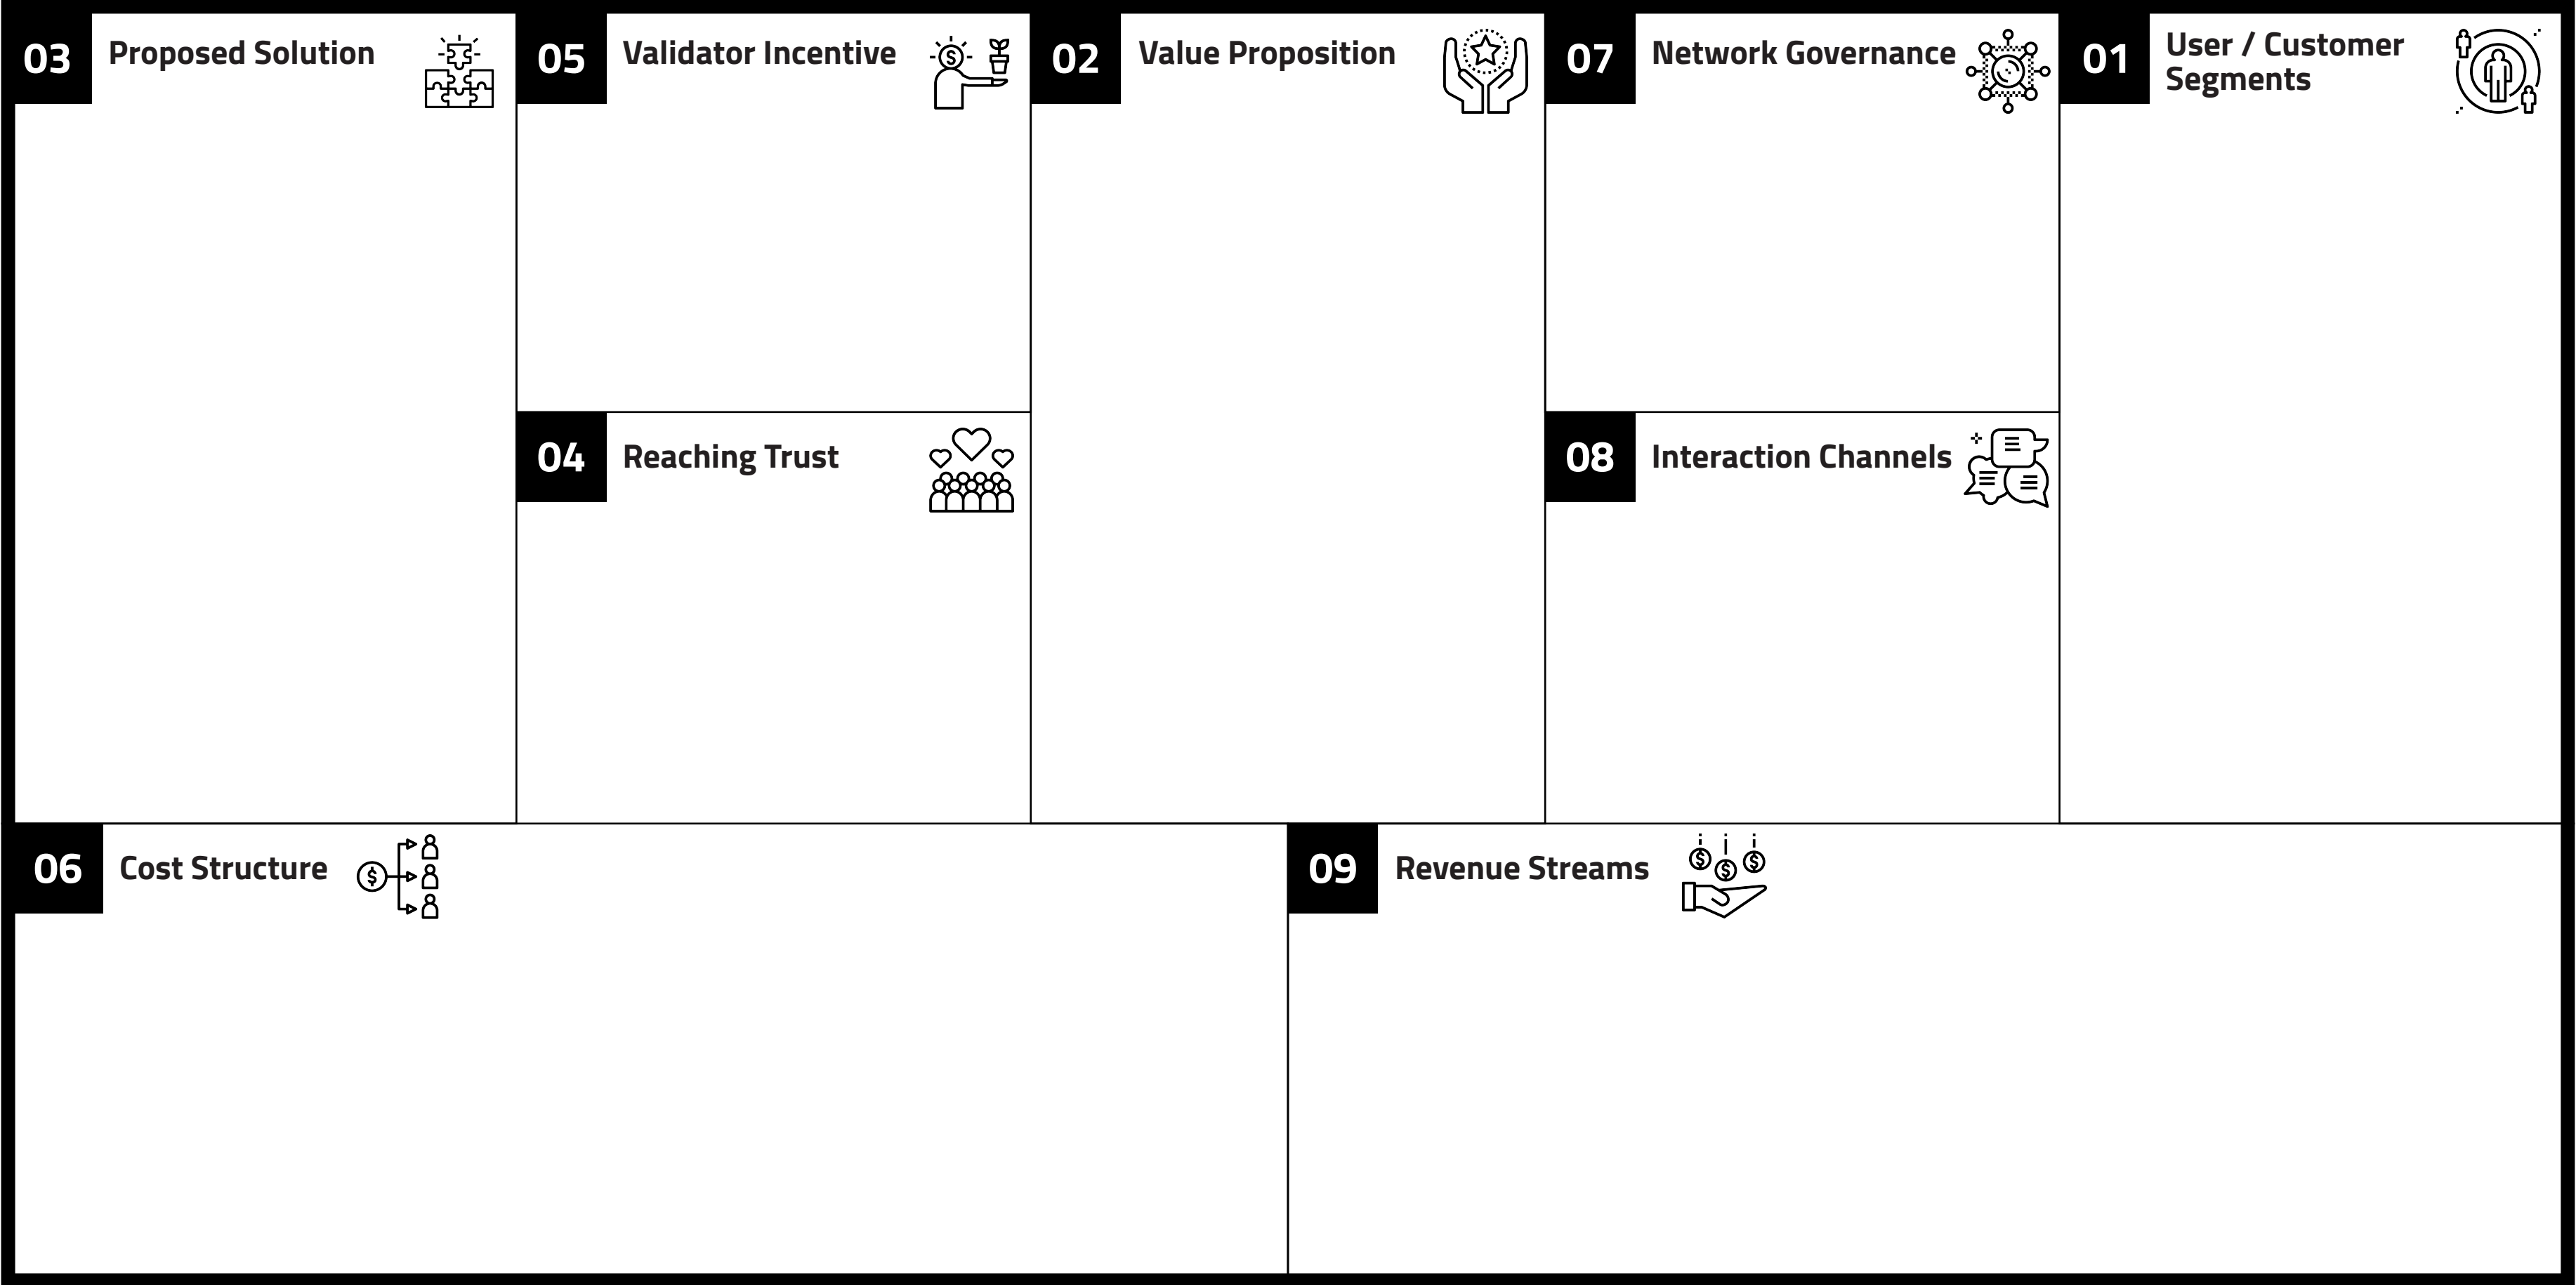 03
Proposed Solution
05
Validator Incentive
02
Value Proposition
07
Network Governance
01
User / Customer
Segments
04
Reaching Trust
08
Interaction Channels
06
Cost Structure
09
Revenue Streams